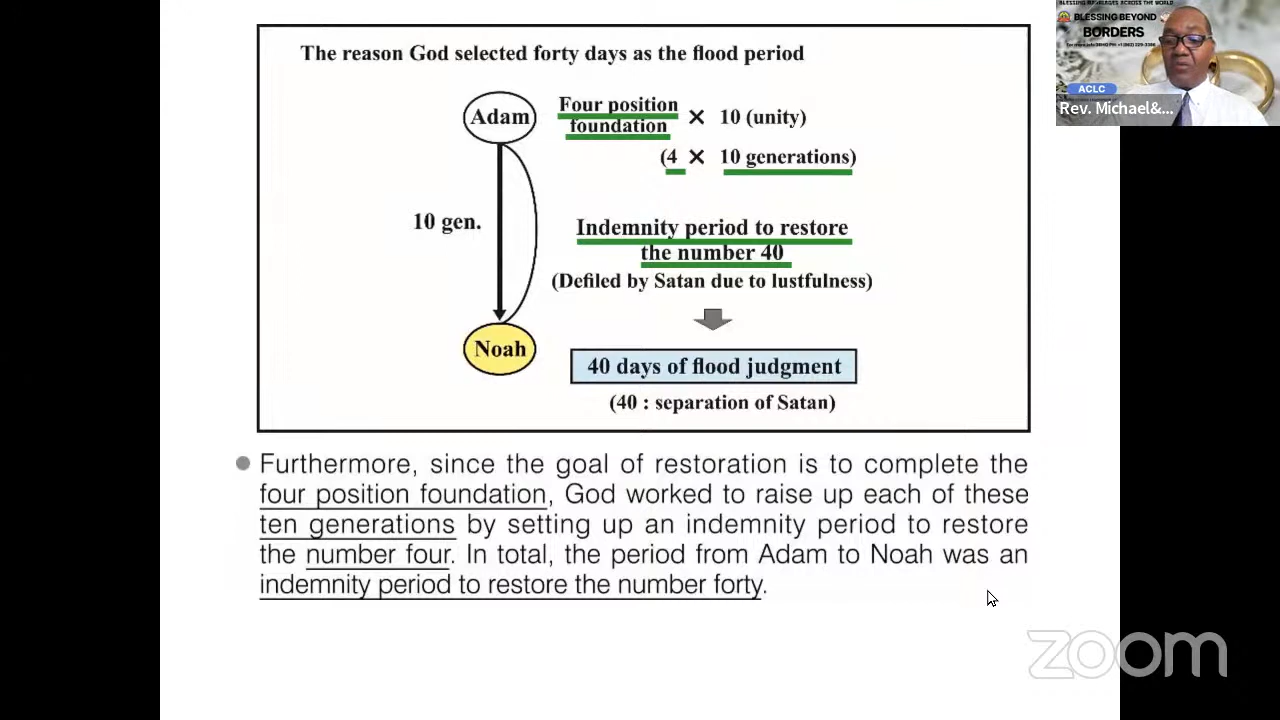 The reason God selected forty days as the flood period
Adam
Four position
foundation
× 10 (unity)
(4 × 10 generations)
10 gen.
Indemnity period to restore
the number 40
(Defiled by Satan due to lustfulness)
Noah
40 days of flood judgment
(40 : separation of Satan)
Furthermore, since the goal of restoration is to complete the
four position foundation, God worked to raise up each of these
ten generations by setting up an indemnity period to restore
the number four. In total, the period from Adam to Noah was an
indemnity period to restore the number forty.
BLESSING BEYOND
BORDERS
ACLC
Rev. Michael&...
zoom